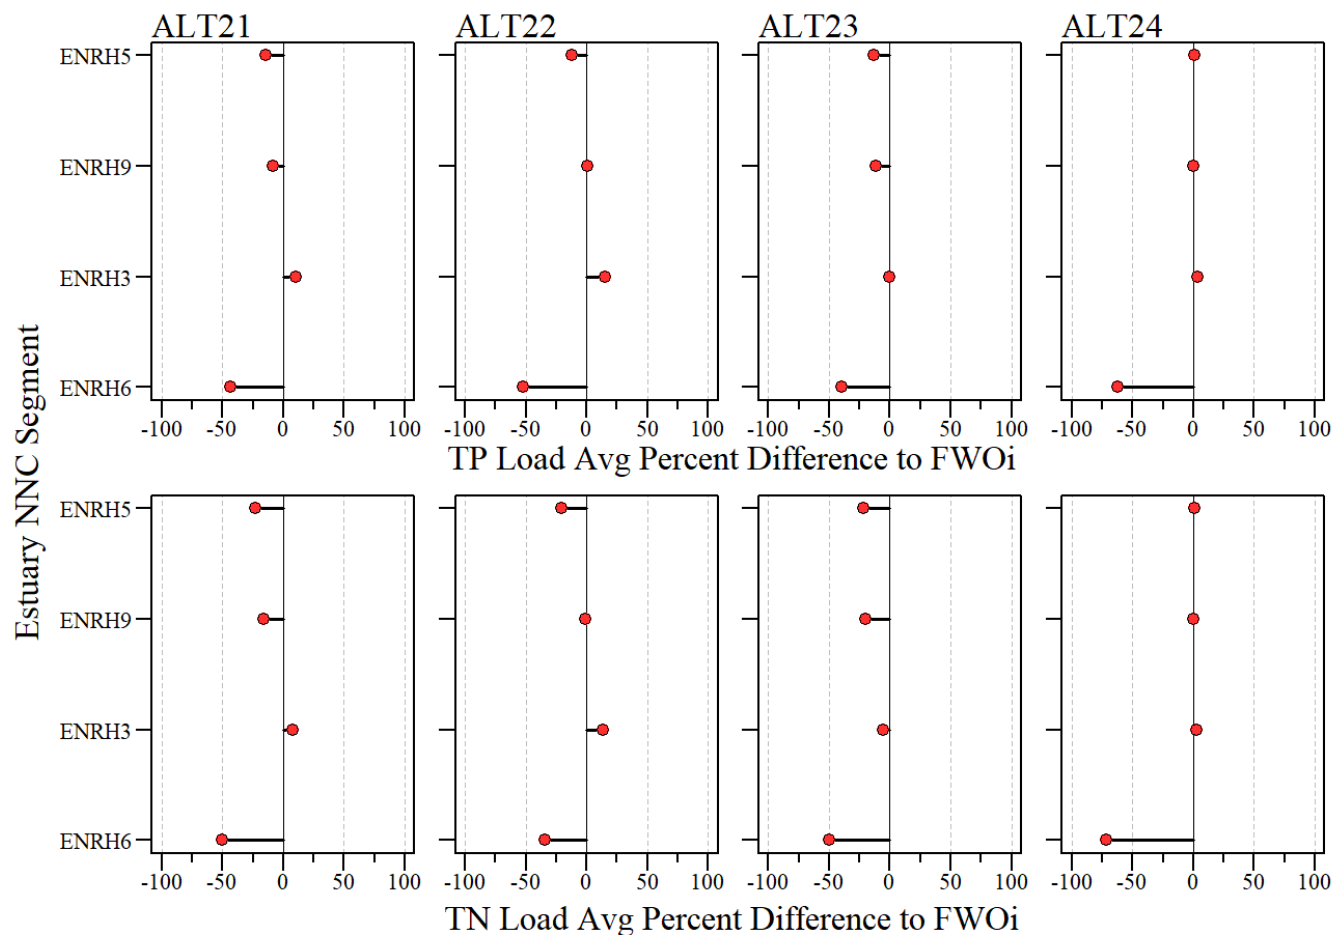 ALT21 ALT22 ALT23 ALT24
Estuary NNC Segment
ENRH5
ENRH9
ENRH3
ENRH6
-100 -50 0 50 100 -100 -50 0 50 100 -100 -50 0 50 100 -100 -50 0 50 100
TP Load Avg Percent Difference to FWOi
ENRH5
ENRH9
ENRH3
ENRH6
-100 -50 0 50 100 -100 -50 0 50 100 -100 -50 0 50 100 -100 -50 0 50 100
TN Load Avg Percent Difference to FWOi